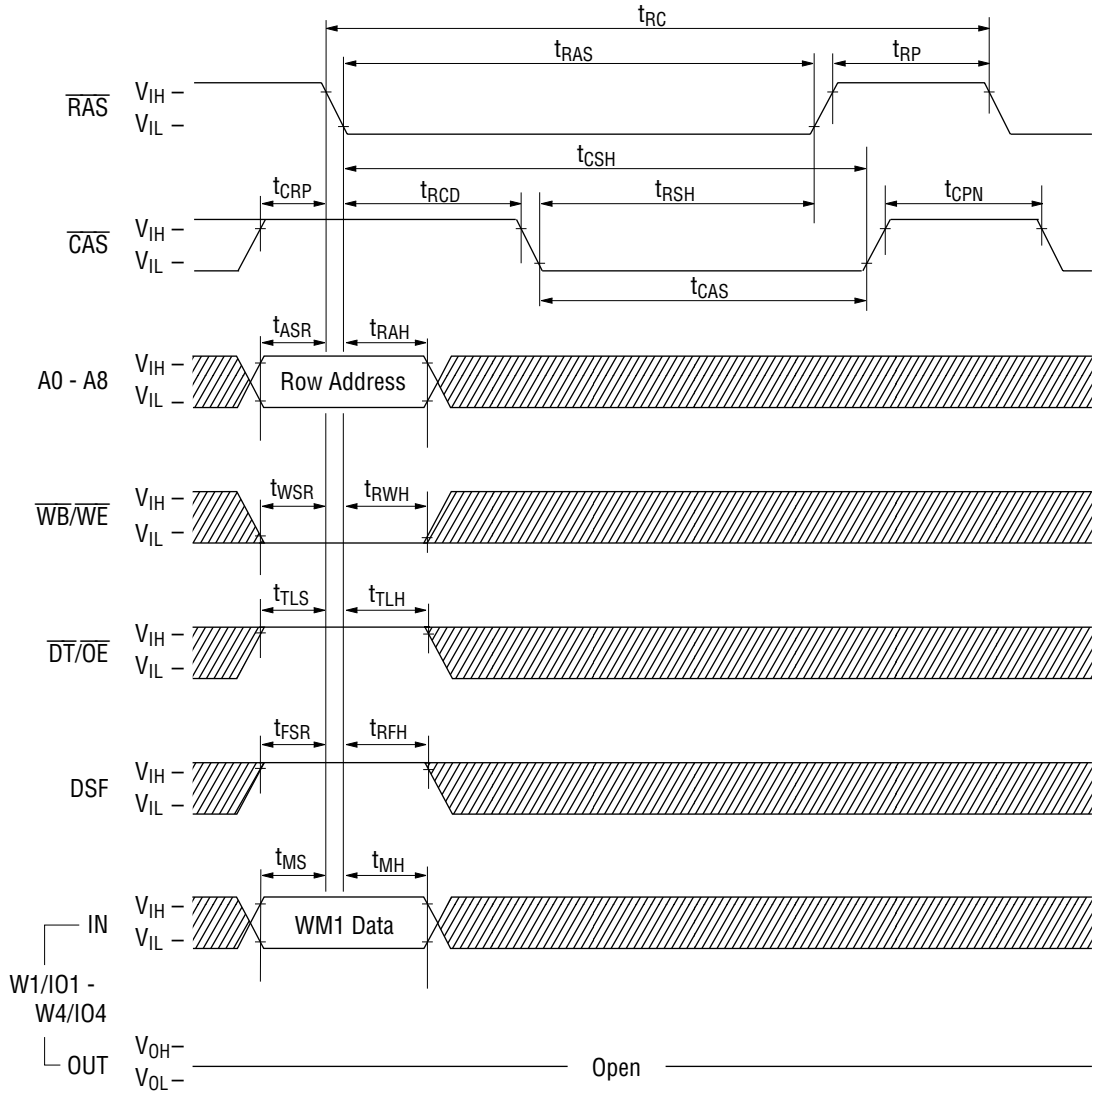 tRC
tRAS
tRP
RAS
VIH
VIL
tCSH
tCRP
tRCD
tRSH
tCPN
CAS
VIH
VIL
tCAS
tASR
tRAH
A0 - A8
VIH
VIL
Row Address
tWSR
tRWH
WB/WE
VIH
VIL
tTLS
tTLH
DT/OE
VIH
VIL
tFSR
tRFH
DSF
VIH
VIL
tMS
tMH
IN
VIH
VIL
WM1 Data
W1/IO1 -
W4/IO4
OUT
VOH
VOL
Open